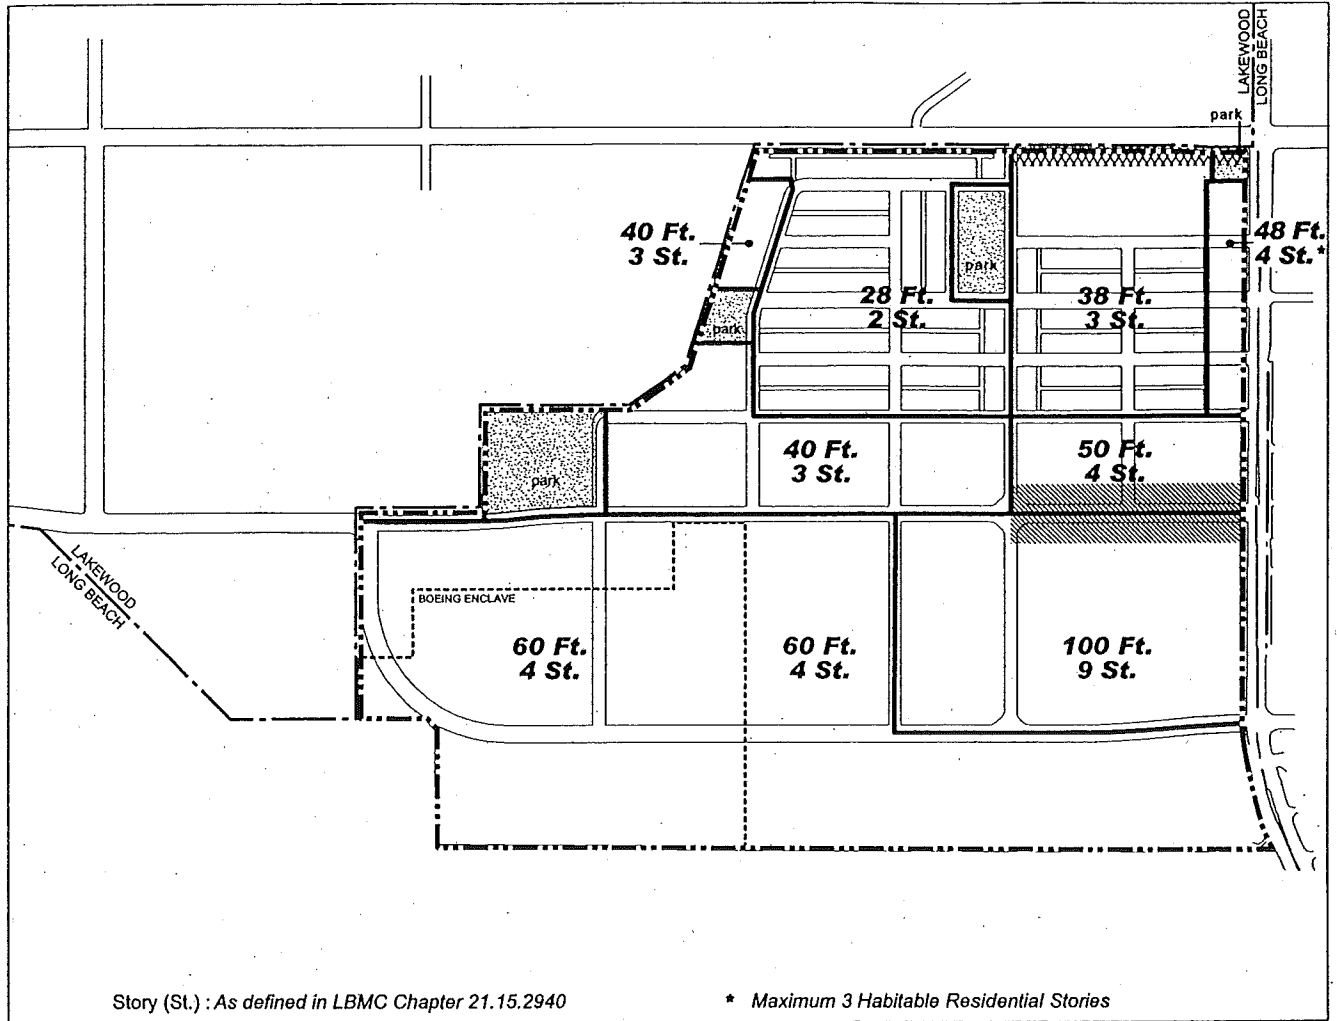 LAKEWOOD
LONG BEACH
park
40 Ft.
3 St.
48 Ft.
4 St.*
park
28 Ft.
2 St.
38 Ft.
3 St.
park
40 Ft.
3 St.
50 Ft.
4 St.
park
LAKEWOOD
LONG BEACH
BOEING ENCLAVE
60 Ft.
4 St.
60 Ft.
4 St.
100 Ft.
9 St.
Story (St.) : As defined in LBMC Chapter 21.15.2940
* Maximum 3 Habitable Residential Stories